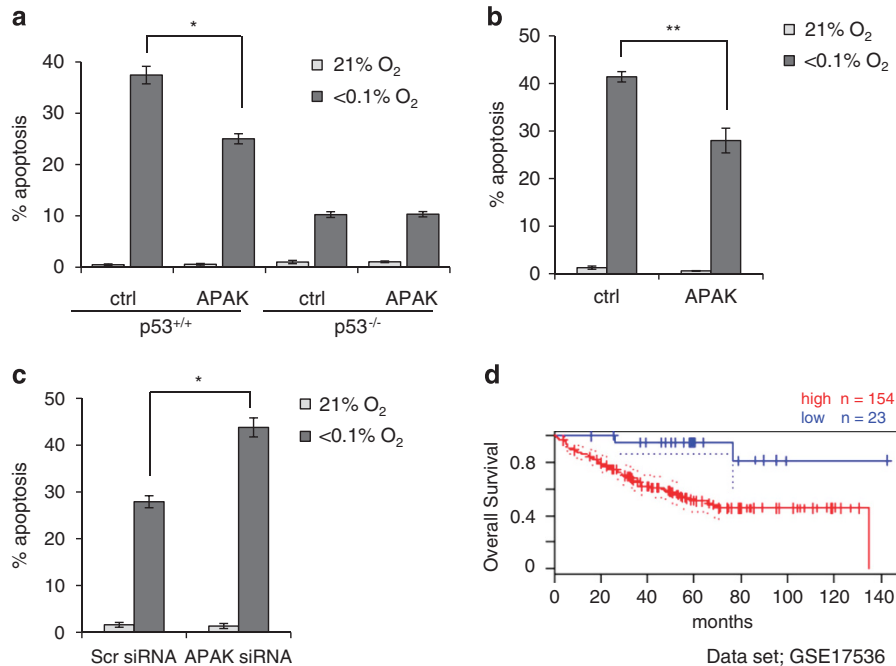 a
*
21% O2
<0.1% O2
% apoptosis
50
40
30
20
10
0
ctrl APAK ctrl APAK
p53+/+ p53-/-
b
**
21% O2
<0.1% O2
% apoptosis
50
40
30
20
10
0
ctrl APAK
c
*
21% O2
<0.1% O2
% apoptosis
50
40
30
20
10
0
Scr siRNA APAK siRNA
d
high n = 154
low n = 23
Overall Survival
0.8
0.4
0
0 20 40 60 80 100 120 140
months
Data set; GSE17536